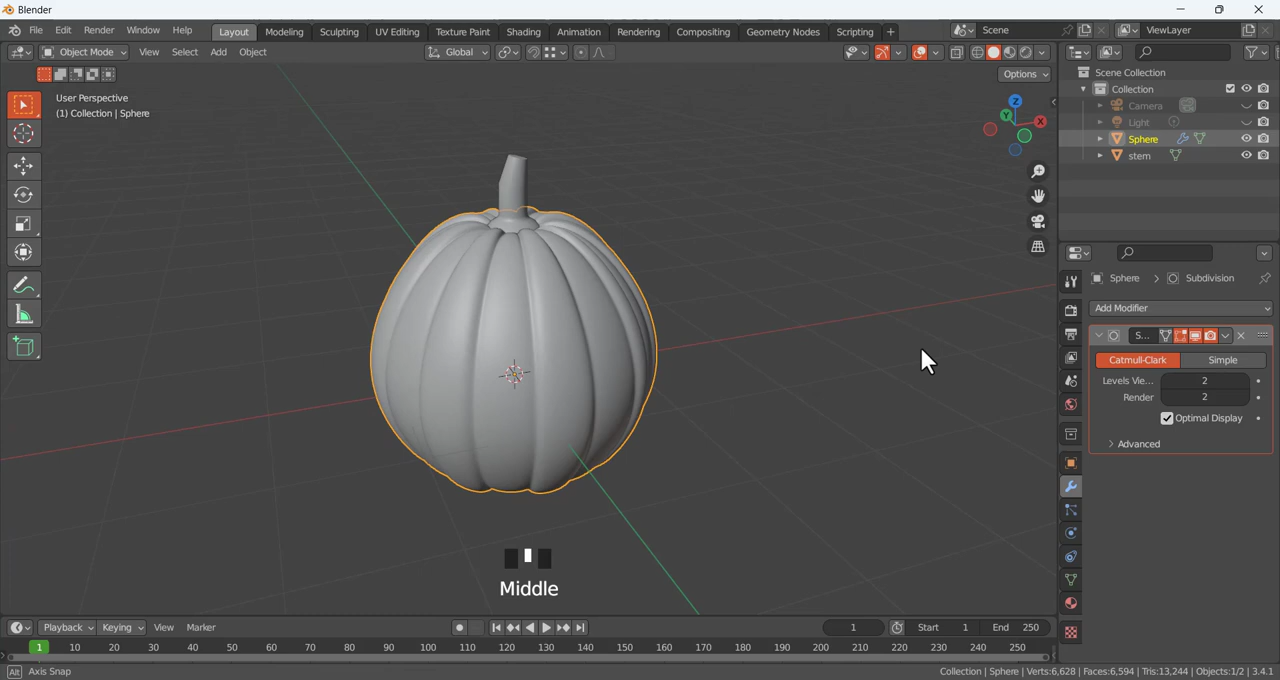 Blender
File Edit Render Window Help Layout Modeling Sculpting UV Editing Texture Paint Shading Animation Rendering Compositing Geometry Nodes Scripting + Scene ViewLayer
Object Mode View Select Add Object Global
Options
User Perspective
(1) Collection | Sphere
Z
Y
X
Scene Collection
Collection
Camera
Light
Sphere
stem
Sphere > Subdivision
Add Modifier
S...
Catmull-Clark Simple
Levels Vie... 2
Render 2
Optimal Display
Advanced
Middle
Playback Keying View Marker 1 Start 1 End 250
1 10 20 30 40 50 60 70 80 90 100 110 120 130 140 150 160 170 180 190 200 210 220 230 240 250
Alt Axis Snap Collection | Sphere | Verts:6,628 | Faces:6,594 | Tris:13,244 | Objects:1/2 | 3.4.1